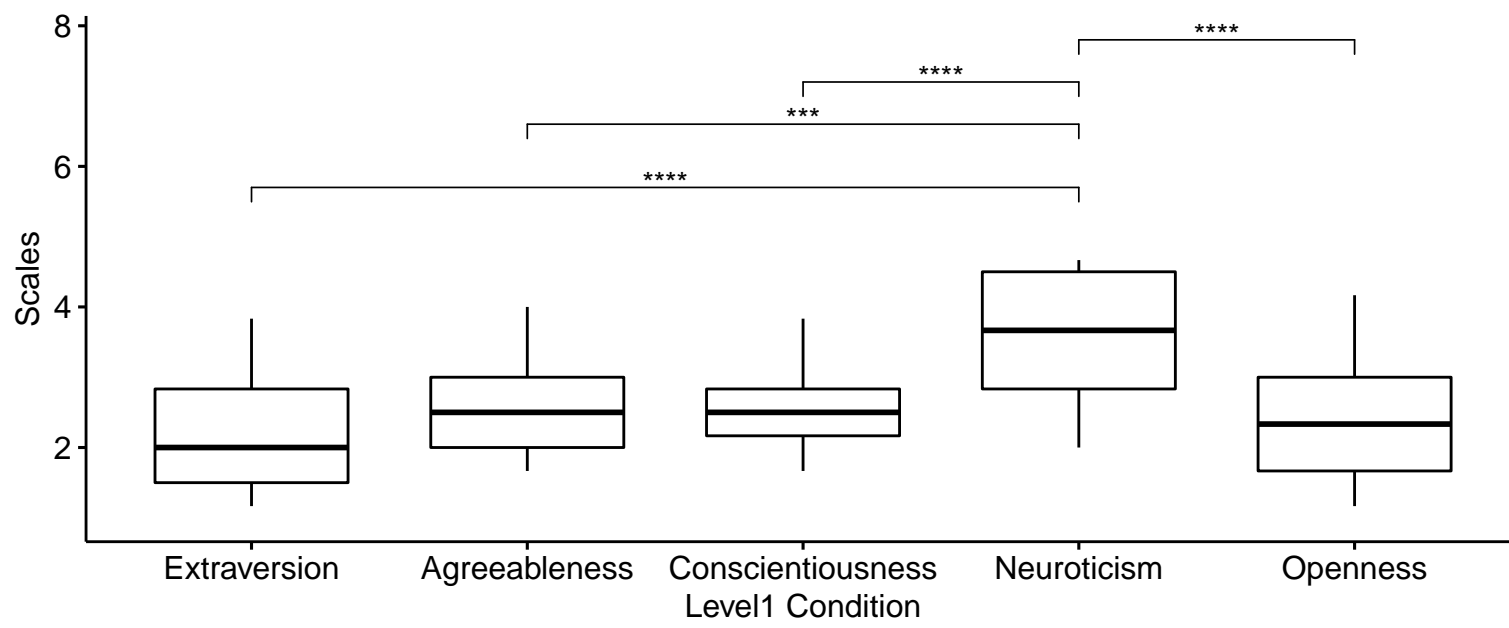 8
****
****
***
6
****
Scales
4
2
Extraversion Agreeableness Conscientiousness Neuroticism Openness
Level1 Condition